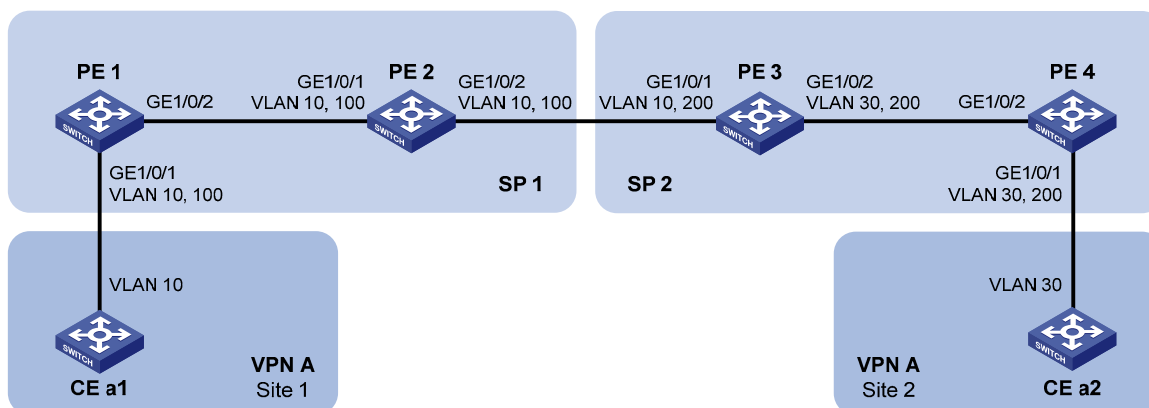 PE 1
GE1/0/2
GE1/0/1
VLAN 10, 100
PE 2
GE1/0/2
VLAN 10, 100
GE1/0/1
VLAN 10, 200
PE 3
GE1/0/2
VLAN 30, 200
GE1/0/2
PE 4
SWITCH
SWITCH
SWITCH
SWITCH
GE1/0/1
VLAN 10, 100
SP 1
SP 2
GE1/0/1
VLAN 30, 200
VLAN 10
VLAN 30
SWITCH
SWITCH
VPN A
Site 1
CE a1
VPN A
Site 2
CE a2